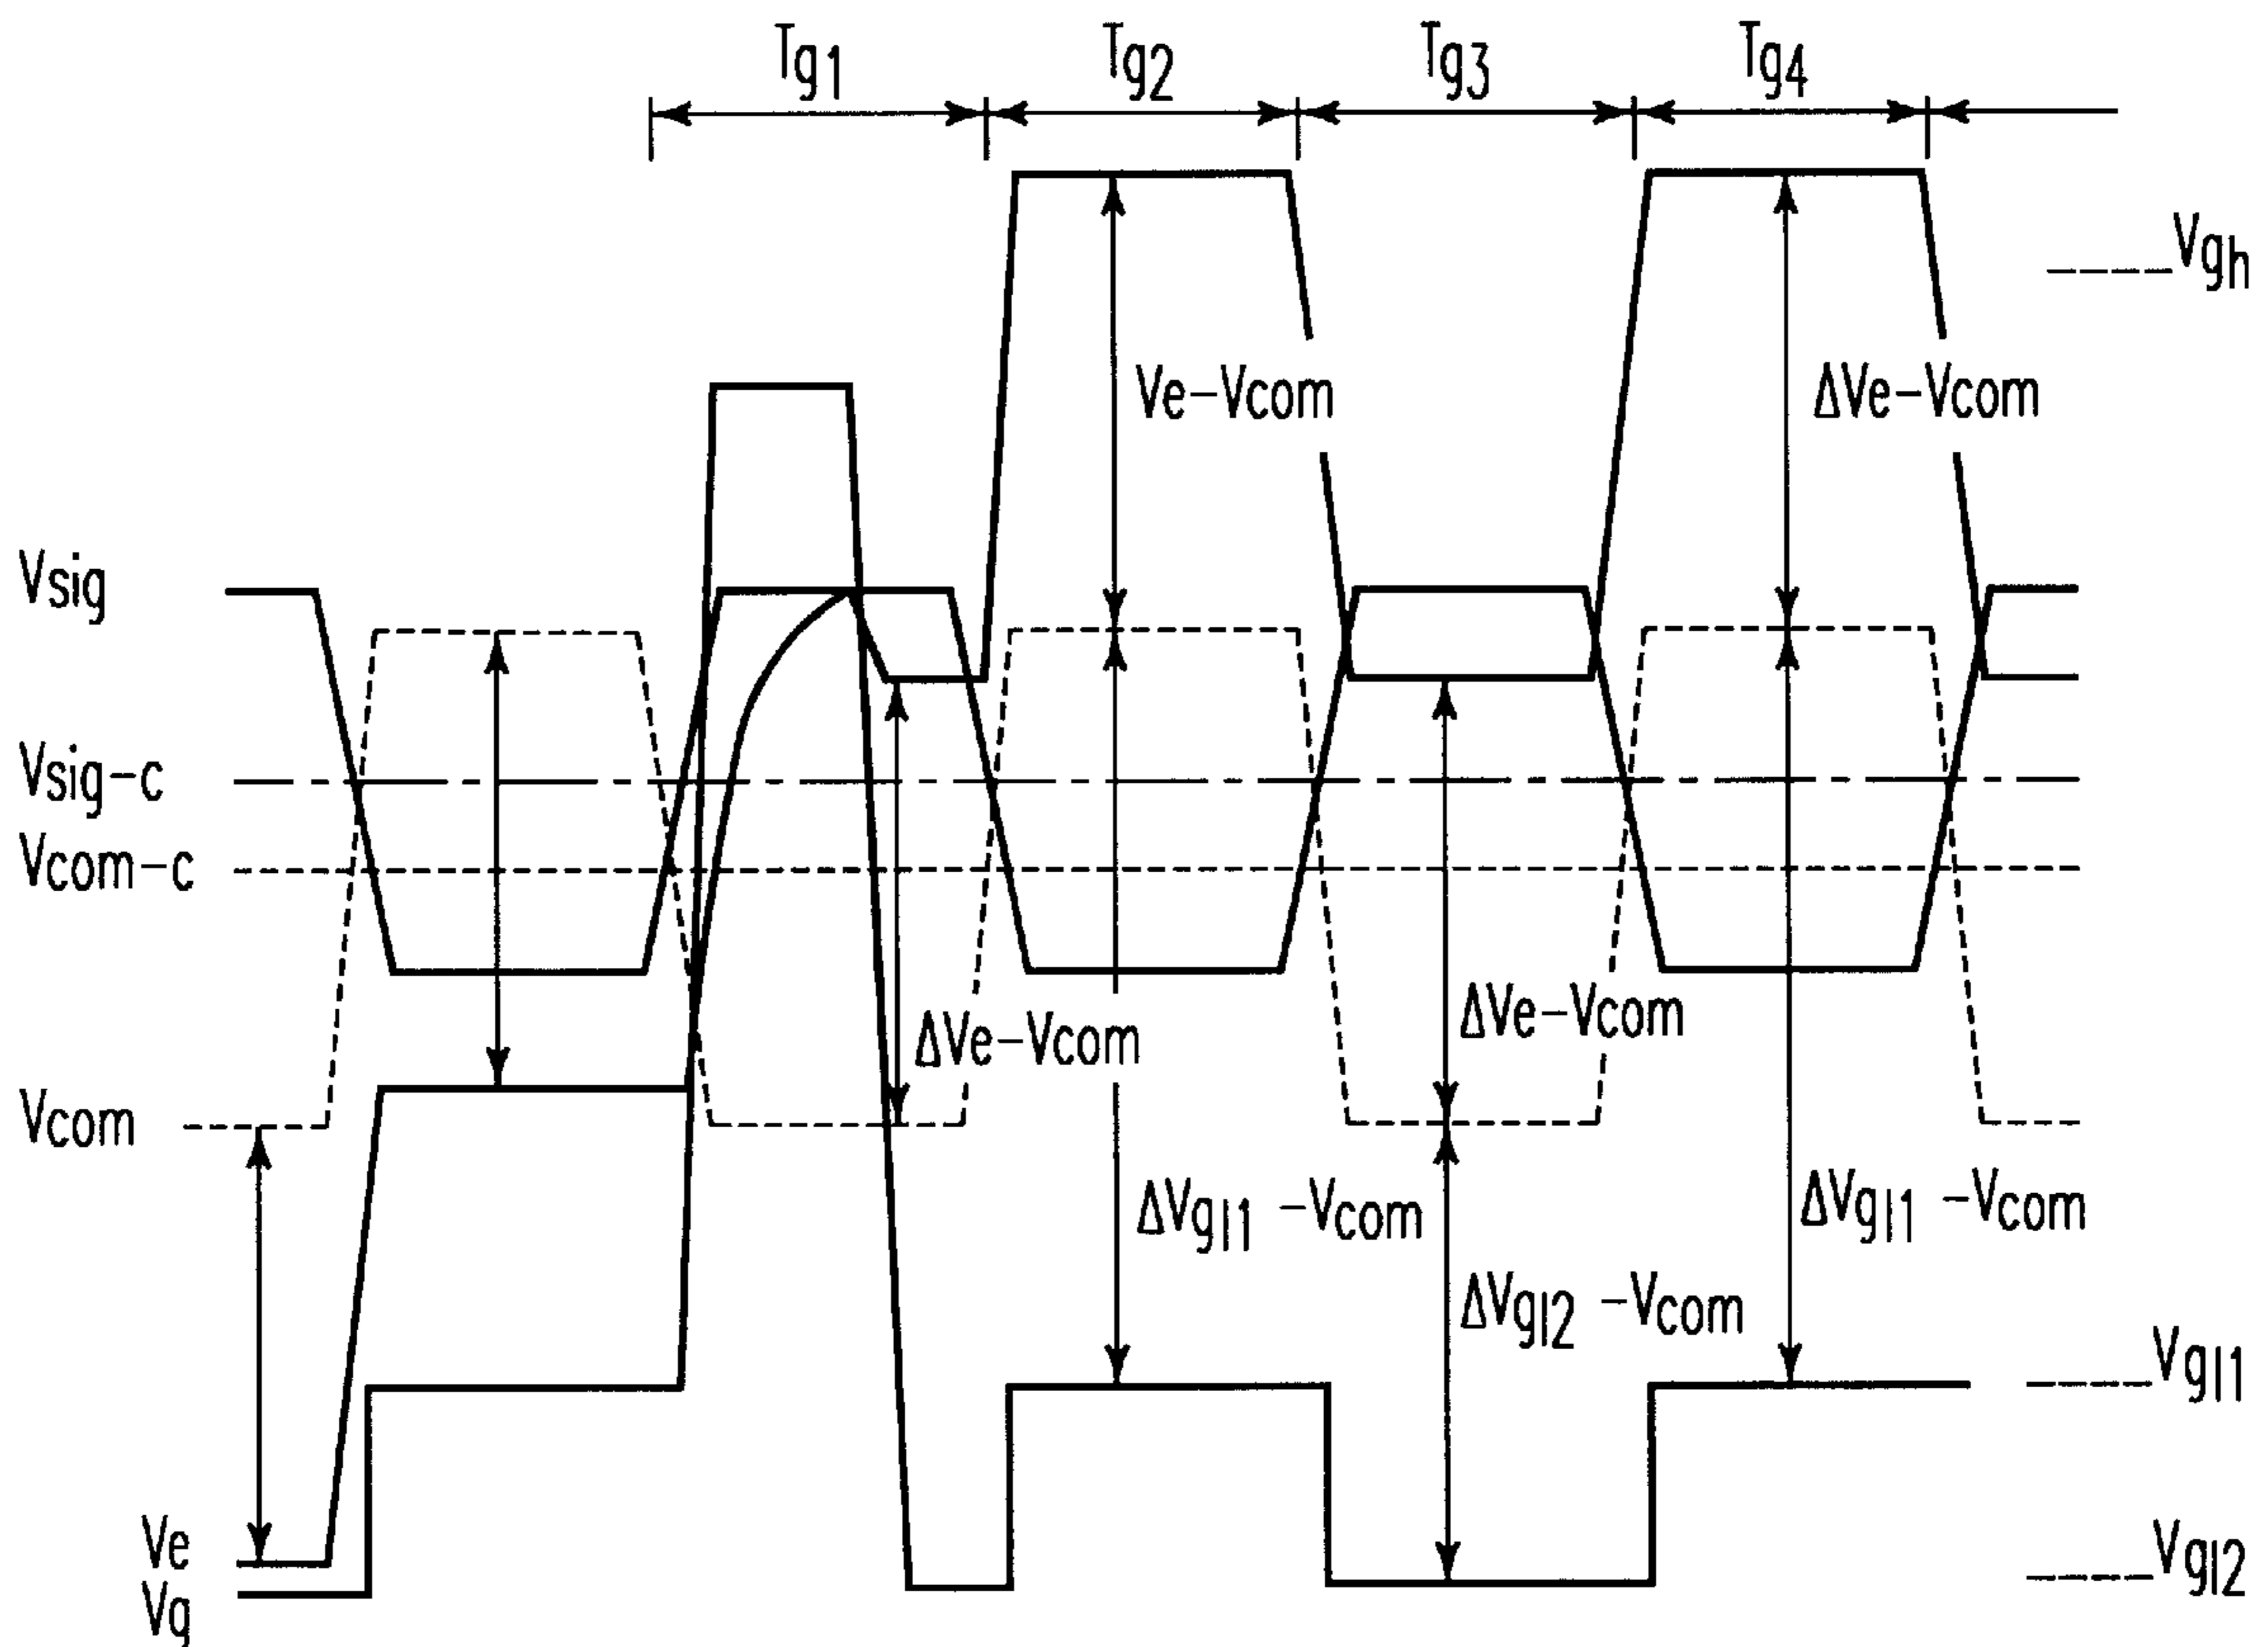 Tg1 Tg2 Tg3 Tg4
Vgh
Ve-Vcom
ΔVe-Vcom
Vsig
Vsig-c
Vcom-c
ΔVe-Vcom
ΔVe-Vcom
Vcom
ΔVgl1 -Vcom
ΔVgl1 -Vcom
ΔVgl2 -Vcom
Vgl1
Ve
Vgl2
Vg